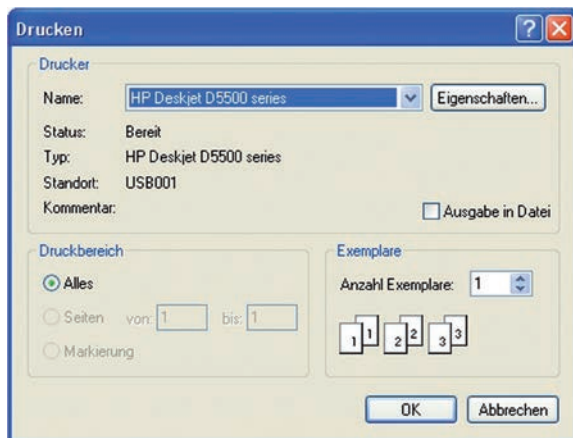 Drucken
Drucker
Name: HP Deskjet D5500 series Eigenschaften...
Status: Bereit
Typ: HP Deskjet D5500 series
Standort: USB001
Kommentar: Ausgabe in Datei
Druckbereich
Alles
Seiten von: 1 bis: 1
Markierung
Exemplare
Anzahl Exemplare: 1
1 1 2 2 3 3
OK Abbrechen